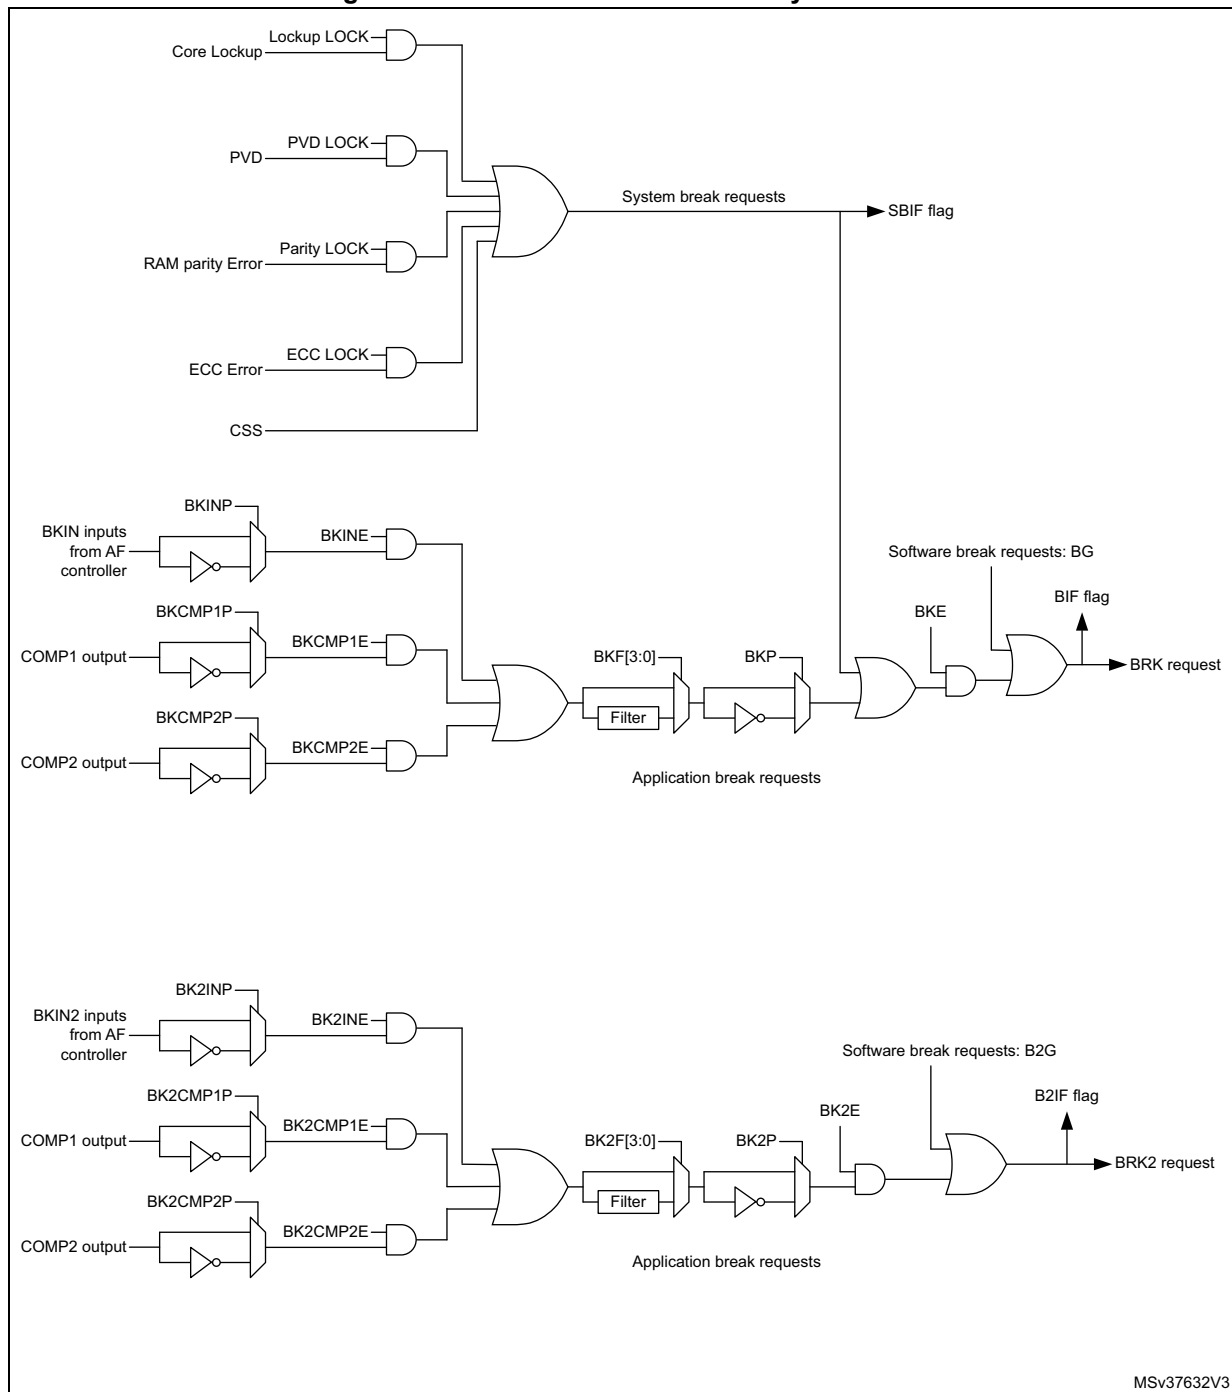 Lockup LOCK
Core Lockup
PVD LOCK
PVD
System break requests
SBIF flag
Parity LOCK
RAM parity Error
ECC LOCK
ECC Error
CSS
BKINP
BKIN inputs
from AF
controller
BKINE
Software break requests: BG
BIF flag
BKCMP1P
BKE
COMP1 output
BKCMP1E
BKF[3:0]
BKP
BRK request
BKCMP2P
Filter
COMP2 output
BKCMP2E
Application break requests
BK2INP
BKIN2 inputs
from AF
controller
BK2INE
Software break requests: B2G
B2IF flag
BK2CMP1P
BK2E
COMP1 output
BK2CMP1E
BK2F[3:0]
BK2P
BRK2 request
BK2CMP2P
Filter
COMP2 output
BK2CMP2E
Application break requests
MSv37632V3